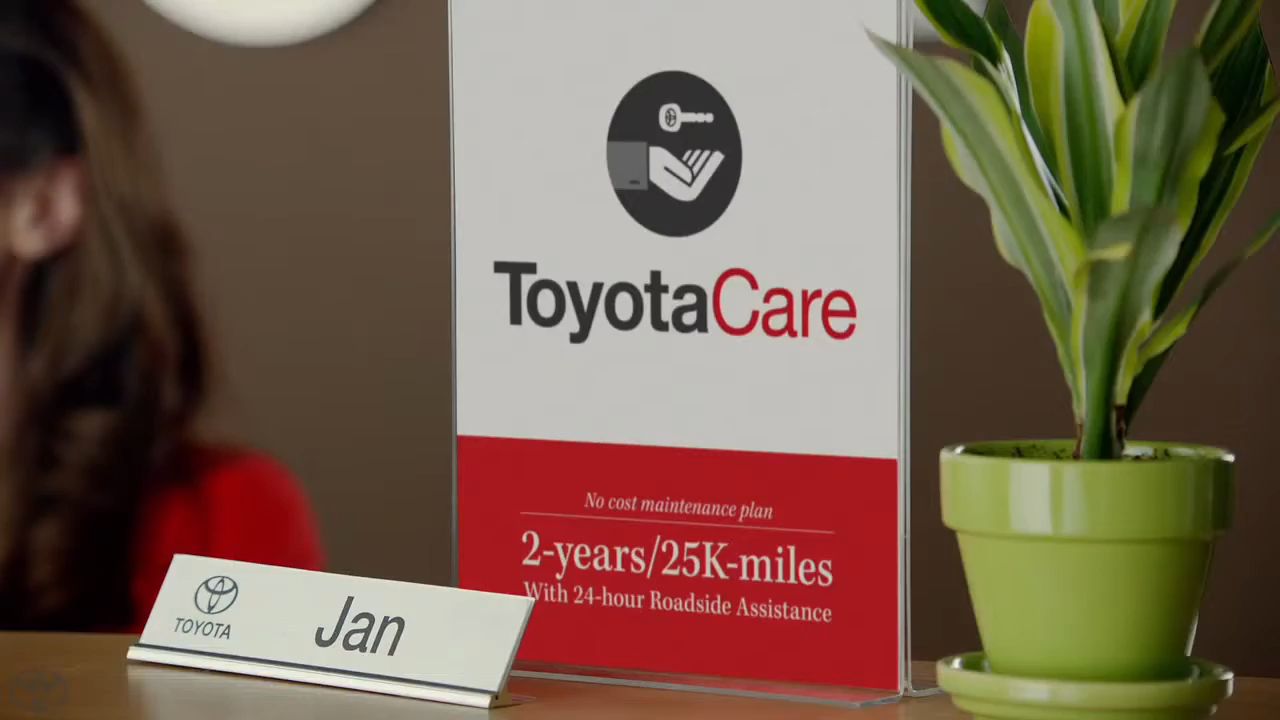 ToyotaCare
No cost maintenance plan
2-years/25K-miles
With 24-hour Roadside Assistance
TOYOTA
Jan